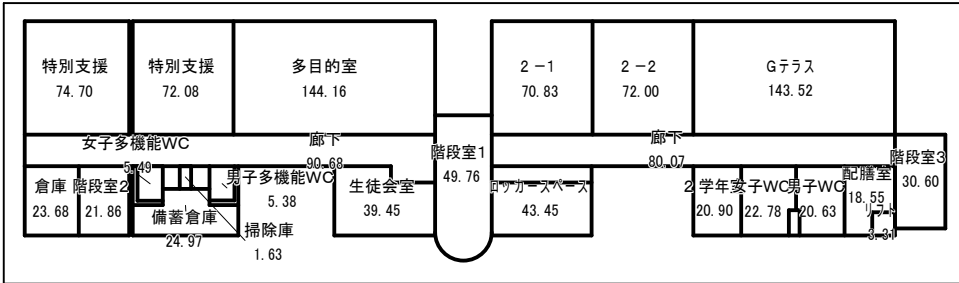 特別支援
74.70
特別支援
72.08
多目的室
144.16
2-1
70.83
2-2
72.00
Gテラス
143.52
女子多機能WC
5.49
廊下
90.68
階段室1
49.76
廊下
80.07
階段室3
30.60
倉庫
23.68
階段室2
21.86
男子多機能WC
5.38
備蓄倉庫
24.97
掃除庫
1.63
生徒会室
39.45
ロッカースペース
43.45
2学年
20.90
女子WC
22.78
男子WC
20.63
配膳室
18.55
リフト
3.31